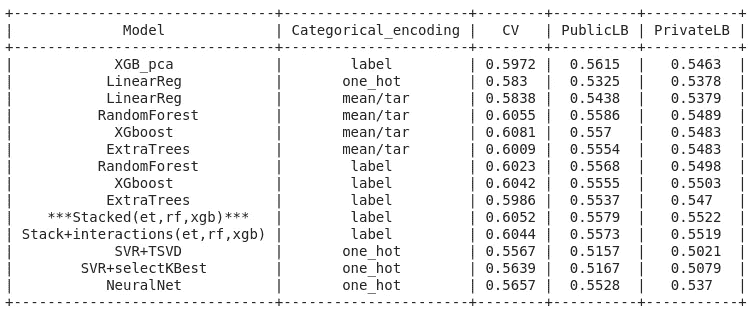 +-------------------------------+----------------------+--------+----------+-----------+
| Model | Categorical_encoding | CV | PublicLB | PrivateLB |
+-------------------------------+----------------------+--------+----------+-----------+
| XGB_pca | label | 0.5972 | 0.5615 | 0.5463 |
| LinearReg | one_hot | 0.583 | 0.5325 | 0.5378 |
| LinearReg | mean/tar | 0.5838 | 0.5438 | 0.5379 |
| RandomForest | mean/tar | 0.6055 | 0.5586 | 0.5489 |
| XGboost | mean/tar | 0.6081 | 0.557 | 0.5483 |
| ExtraTrees | mean/tar | 0.6009 | 0.5554 | 0.5483 |
| RandomForest | label | 0.6023 | 0.5568 | 0.5498 |
| XGboost | label | 0.6042 | 0.5555 | 0.5503 |
| ExtraTrees | label | 0.5986 | 0.5537 | 0.547 |
| ***Stacked(et,rf,xgb)*** | label | 0.6052 | 0.5579 | 0.5522 |
| Stack+interactions(et,rf,xgb) | label | 0.6044 | 0.5573 | 0.5519 |
| SVR+TSVD | one_hot | 0.5567 | 0.5157 | 0.5021 |
| SVR+selectKBest | one_hot | 0.5639 | 0.5167 | 0.5079 |
| NeuralNet | one_hot | 0.5657 | 0.5528 | 0.537 |
+-------------------------------+----------------------+--------+----------+-----------+